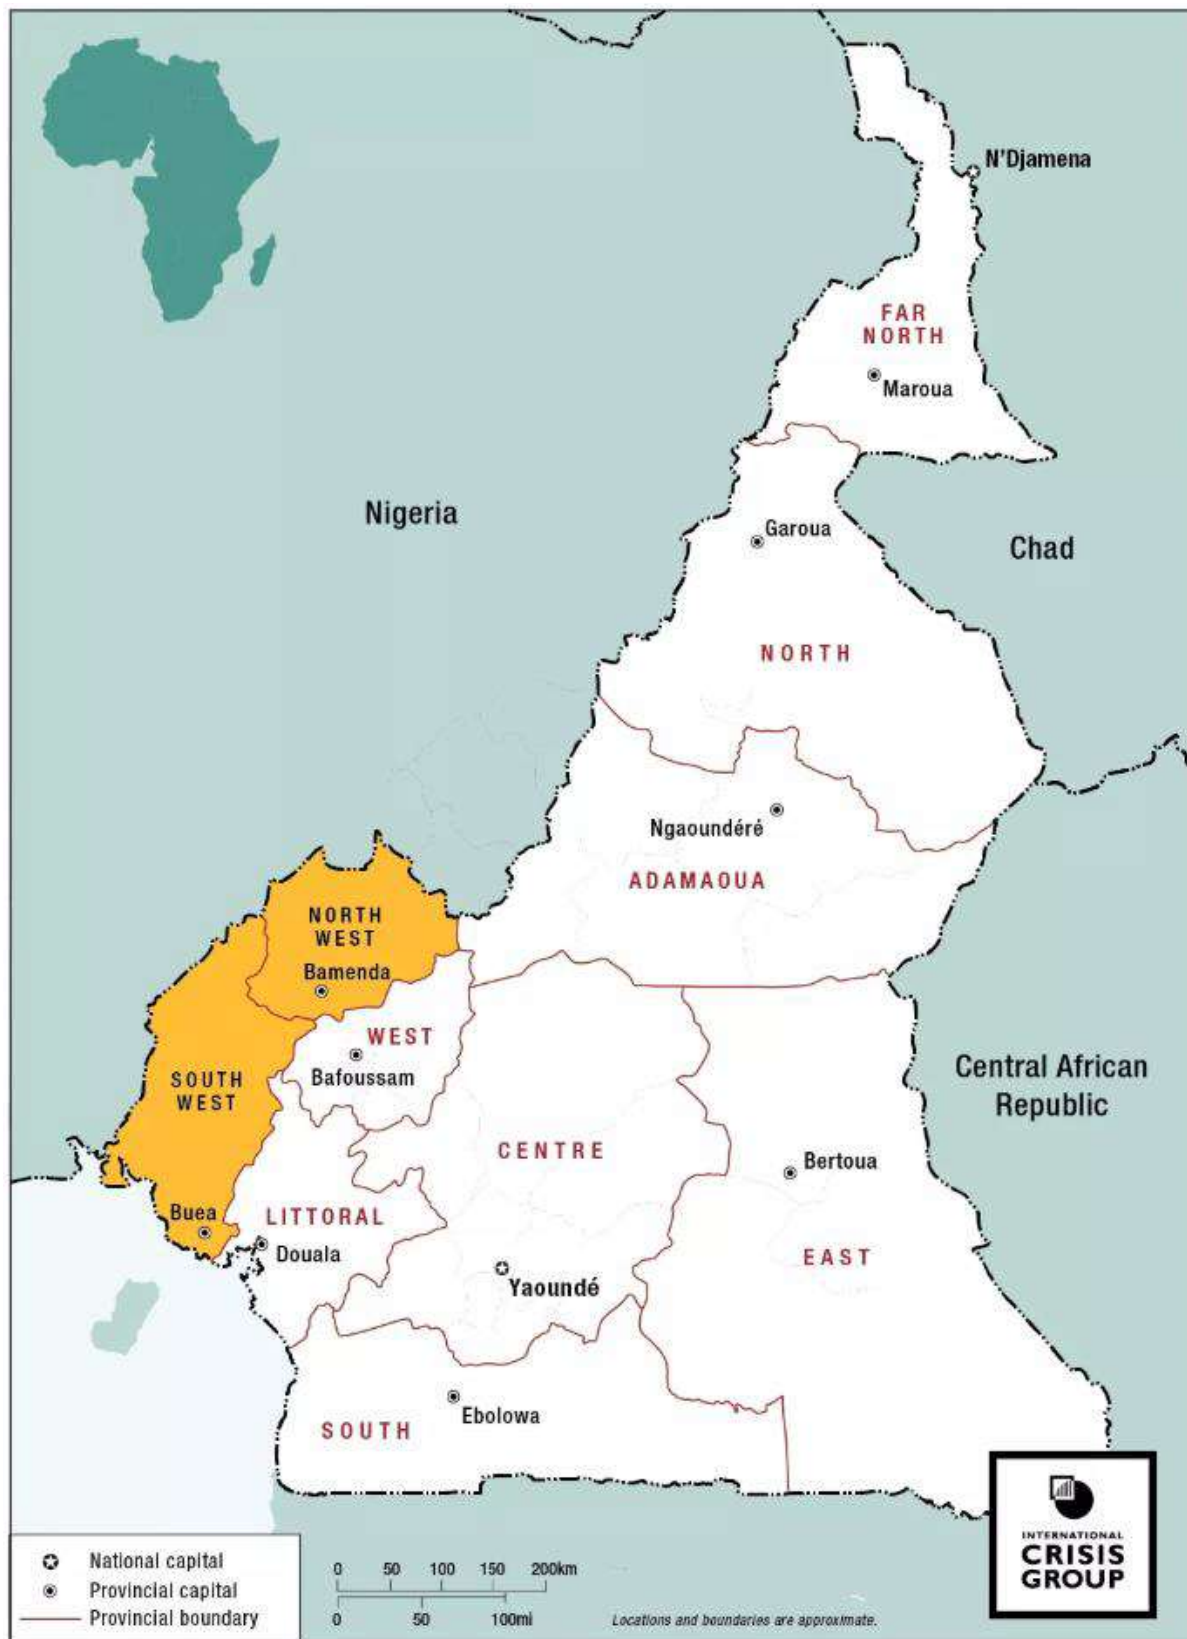 N'Djamena
FAR
NORTH
Maroua
Nigeria
Garoua
Chad
NORTH
Ngaoundéré
ADAMAOUA
NORTH
WEST
Bamenda
WEST
Bafoussam
SOUTH
WEST
Central African
Republic
CENTRE
Bertoua
Buea
LITTORAL
Douala
EAST
Yaoundé
Ebolowa
SOUTH
INTERNATIONAL
CRISIS
GROUP
National capital
Provincial capital
Provincial boundary
0 50 100 150 200km
0 50 100mi
Locations and boundaries are approximate.